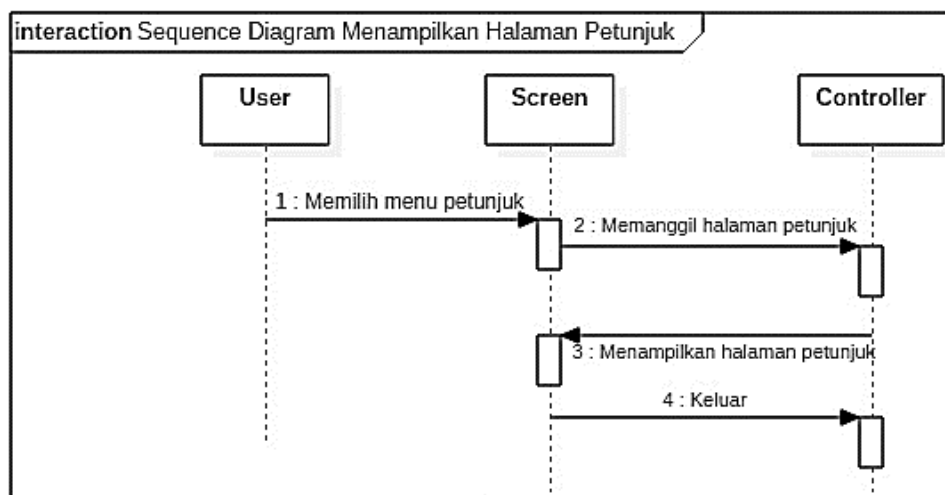 interaction Sequence Diagram Menampilkan Halaman Petunjuk
User
Screen
Controller
1 : Memilih menu petunjuk
2 : Memanggil halaman petunjuk
3 : Menampilkan halaman petunjuk
4 : Keluar